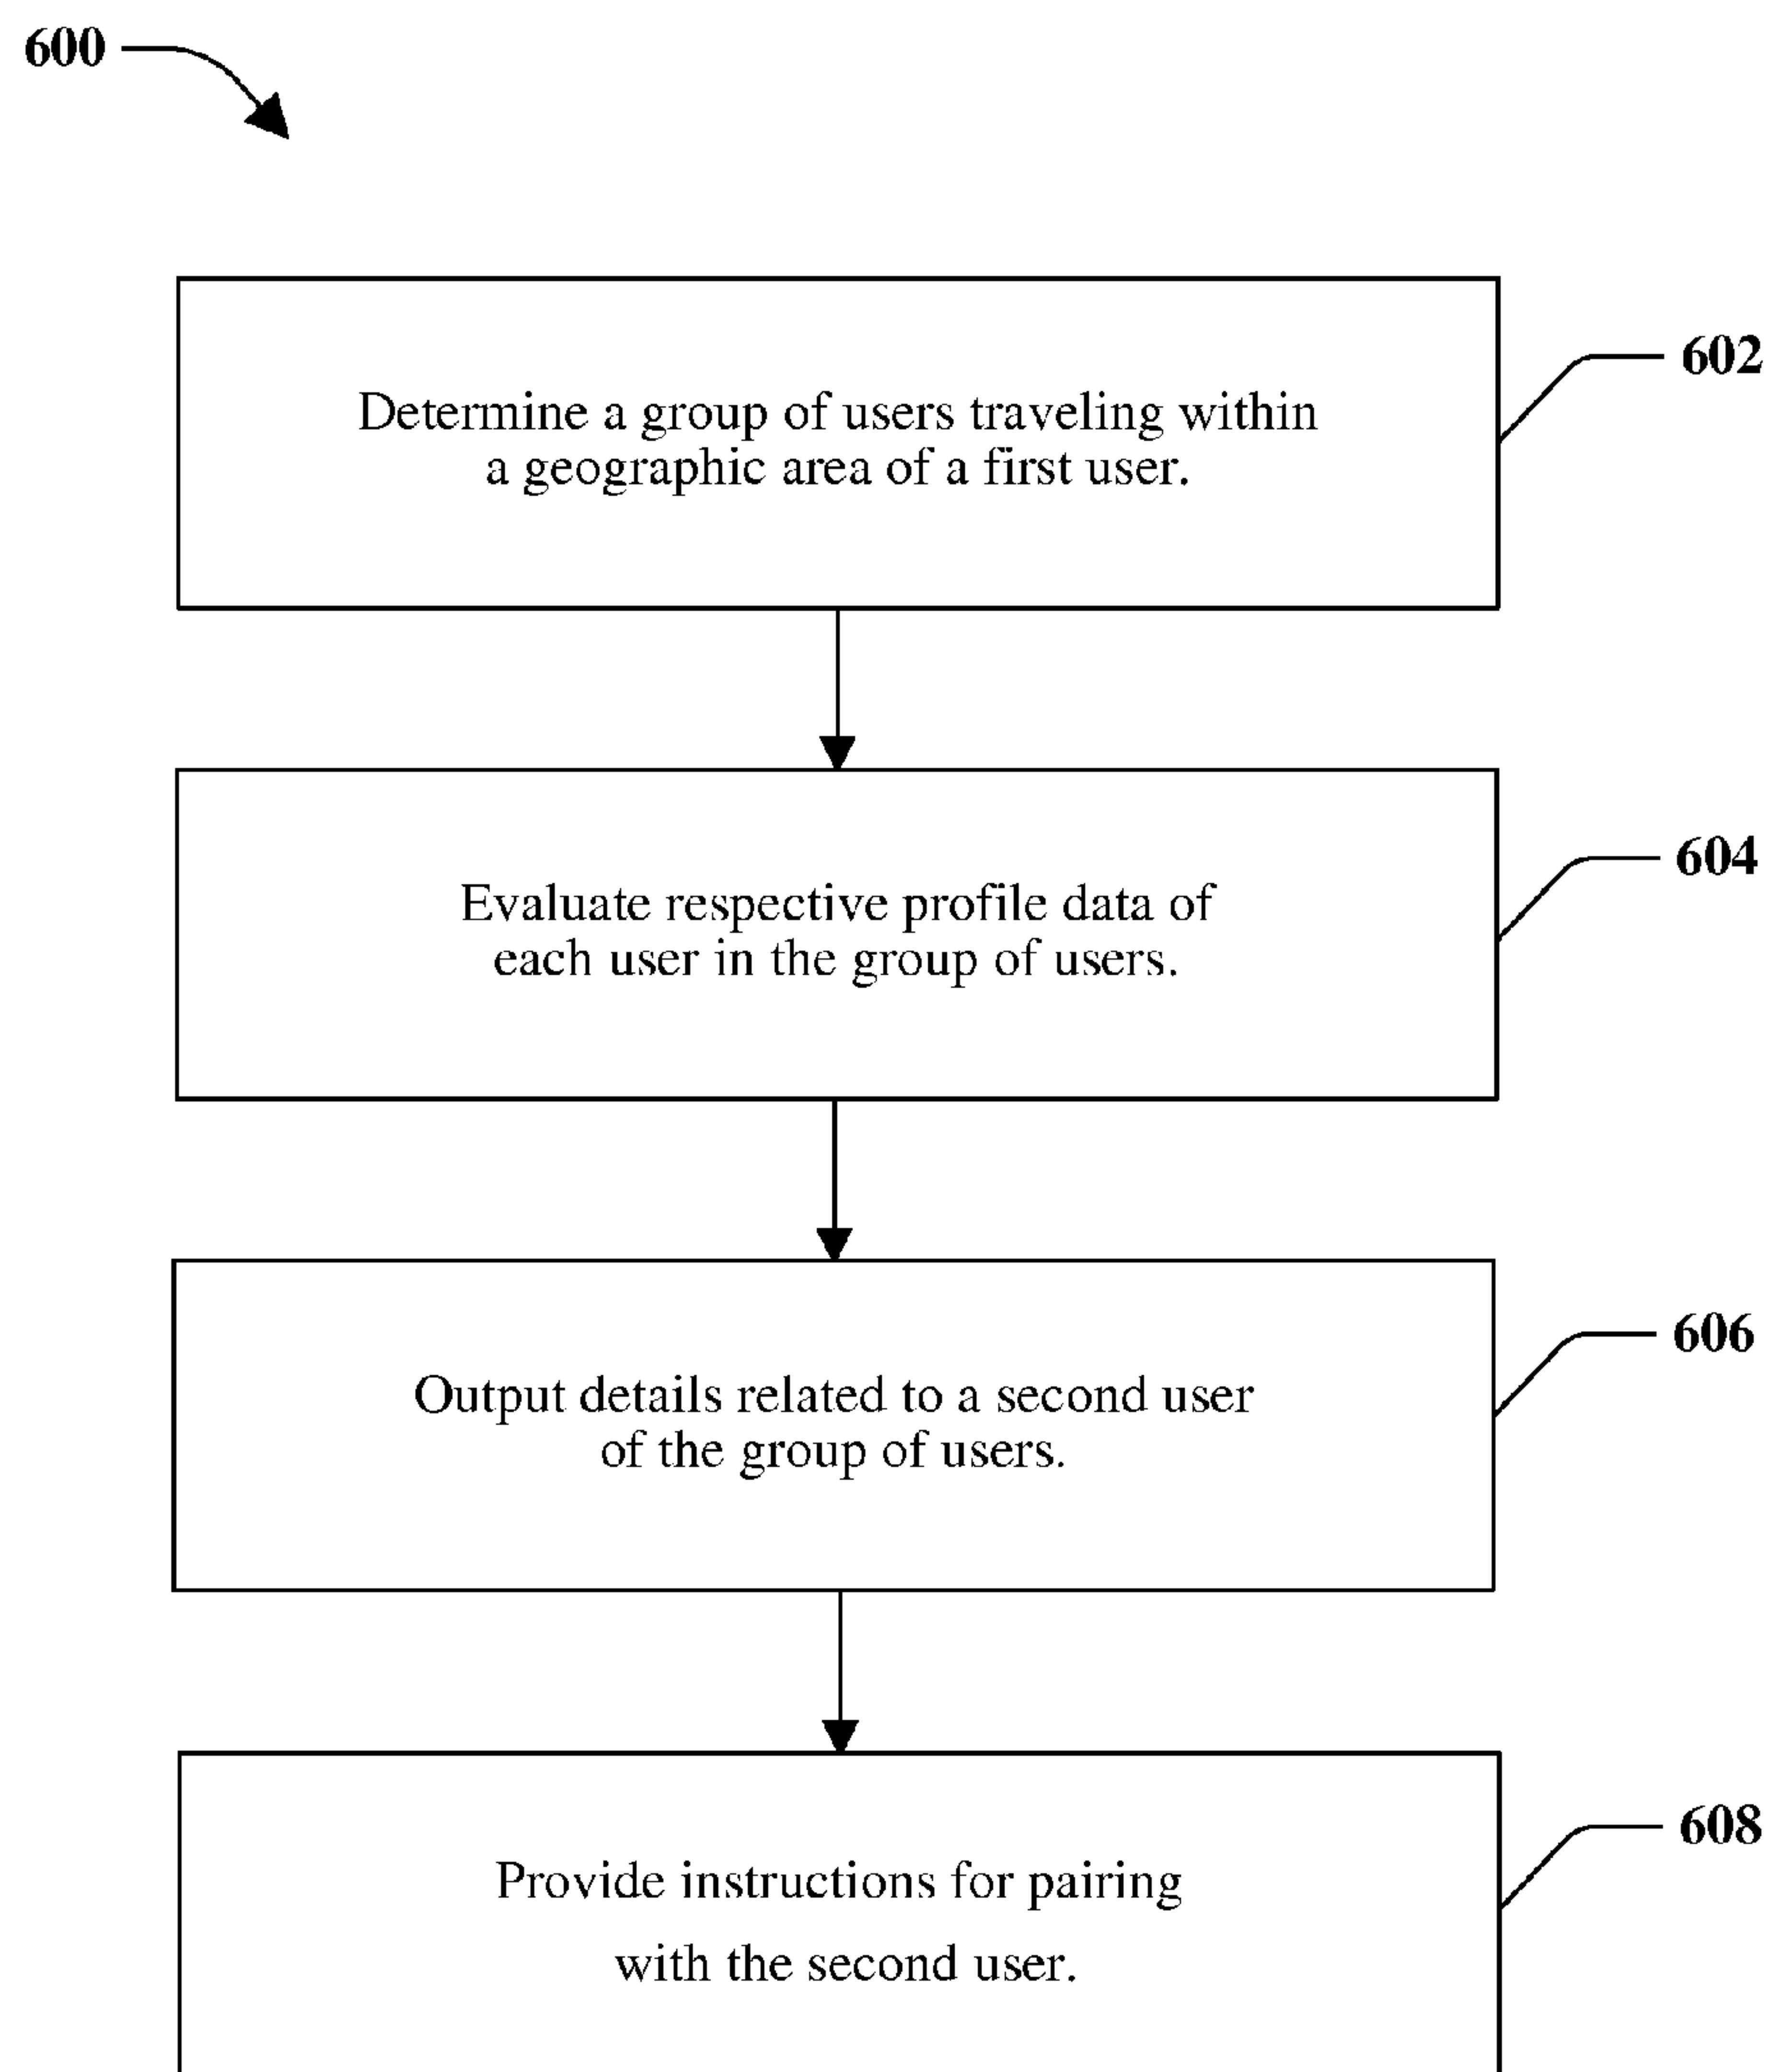 600
Determine a group of users traveling within
a geographic area of a first user.
602
Evaluate respective profile data of
each user in the group of users.
604
Output details related to a second user
of the group of users.
606
Provide instructions for pairing
with the second user.
608